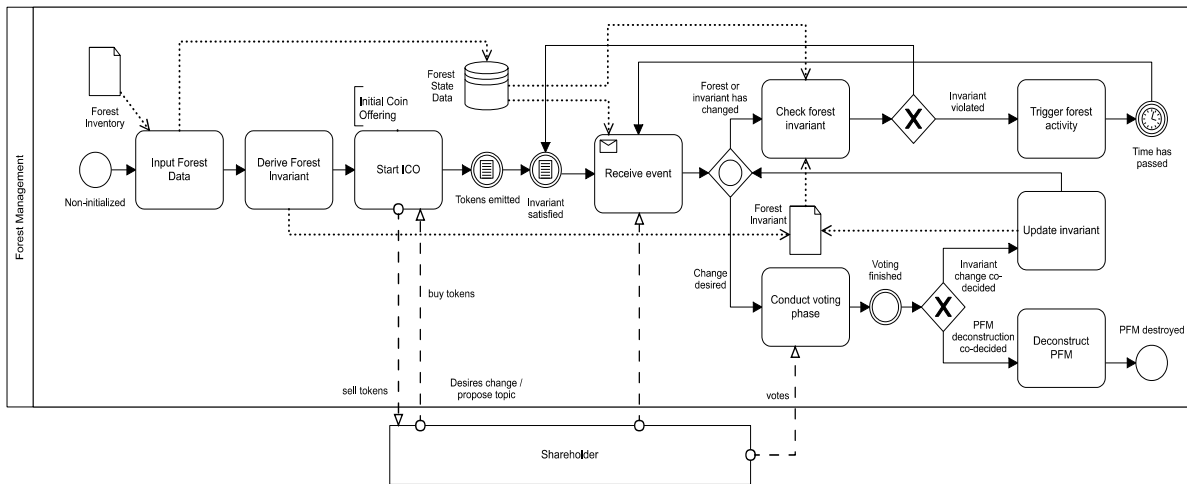 Forest Management
Forest
Inventory
Non-initialized
Input Forest
Data
Derive Forest
Invariant
Initial Coin
Offering
Start ICO
Tokens emitted
Invariant
satisfied
Forest
State
Data
Receive event
Forest or
invariant has
changed
Check forest
invariant
X
Invariant
violated
Trigger forest
activity
Time has
passed
Forest
Invariant
Update invariant
Change
desired
Conduct voting
phase
Voting
finished
X
Invariant
change co-
decided
PFM
deconstruction
co-decided
Deconstruct
PFM
PFM destroyed
buy tokens
sell tokens
Desires change /
propose topic
votes
Shareholder